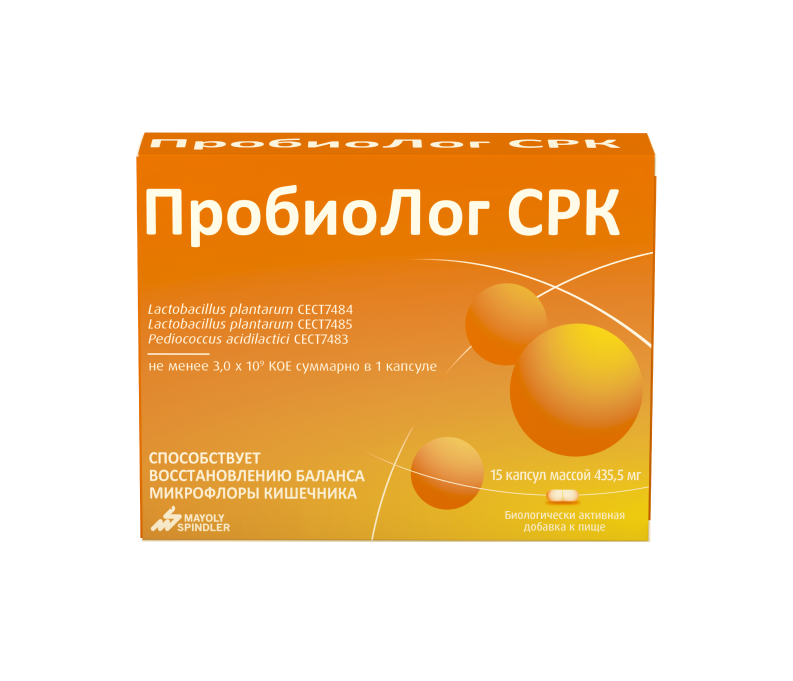 ПробиоЛог СРК
ПробиоЛог СРК
Lactobacillus plantarum CECT7484
Lactobacillus plantarum CECT7485
Pediococcus acidilactici CECT7483
не менее 3,0 x 10⁹ КОЕ суммарно в 1 капсуле
СПОСОБСТВУЕТ
ВОССТАНОВЛЕНИЮ БАЛАНСА
МИКРОФЛОРЫ КИШЕЧНИКА
15 капсул массой 435,5 мг
MAYOLY
SPINDLER
Биологически активная
добавка к пище